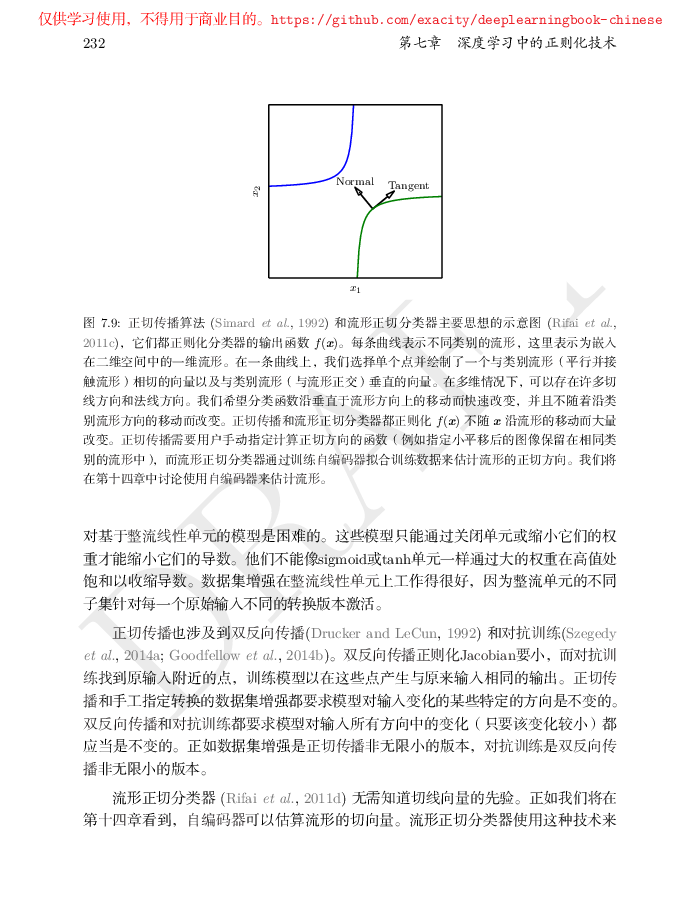 仅供学习使用，不得用于商业目的。https://github.com/exacity/deeplearningbook-chinese
232 第七章 深度学习中的正则化技术
Normal Tangent
x2
x1
图 7.9: 正切传播算法 (Simard et al., 1992) 和流形正切分类器主要思想的示意图 (Rifai et al.,
2011c)，它们都正则化分类器的输出函数 f(x)。每条曲线表示不同类别的流形，这里表示为嵌入
在二维空间中的一维流形。在一条曲线上，我们选择单个点并绘制了一个与类别流形（平行并接
触流形）相切的向量以及与类别流形（与流形正交）垂直的向量。在多维情况下，可以存在许多切
线方向和法线方向。我们希望分类函数沿垂直于流形方向上的移动而快速改变，并且不随着沿类
别流形方向的移动而改变。正切传播和流形正切分类器都正则化 f(x) 不随 x 沿流形的移动而大量
改变。正切传播需要用户手动指定计算正切方向的函数（例如指定小平移后的图像保留在相同类
别的流形中），而流形正切分类器通过训练自编码器拟合训练数据来估计流形的正切方向。我们将
在第十四章中讨论使用自编码器来估计流形。
对基于整流线性单元的模型是困难的。这些模型只能通过关闭单元或缩小它们的权
重才能缩小它们的导数。他们不能像sigmoid或tanh单元一样通过大的权重在高值处
饱和以收缩导数。数据集增强在整流线性单元上工作得很好，因为整流单元的不同
子集针对每一个原始输入不同的转换版本激活。
正切传播也涉及到双反向传播(Drucker and LeCun, 1992) 和对抗训练(Szegedy
et al., 2014a; Goodfellow et al., 2014b)。双反向传播正则化Jacobian要小，而对抗训
练找到原输入附近的点，训练模型以在这些点产生与原来输入相同的输出。正切传
播和手工指定转换的数据集增强都要求模型对输入变化的某些特定的方向是不变的。
双反向传播和对抗训练都要求模型对输入所有方向中的变化（只要该变化较小）都
应当是不变的。正如数据集增强是正切传播非无限小的版本，对抗训练是双反向传
播非无限小的版本。
流形正切分类器 (Rifai et al., 2011d) 无需知道切线向量的先验。正如我们将在
第十四章看到，自编码器可以估算流形的切向量。流形正切分类器使用这种技术来
DRAFT